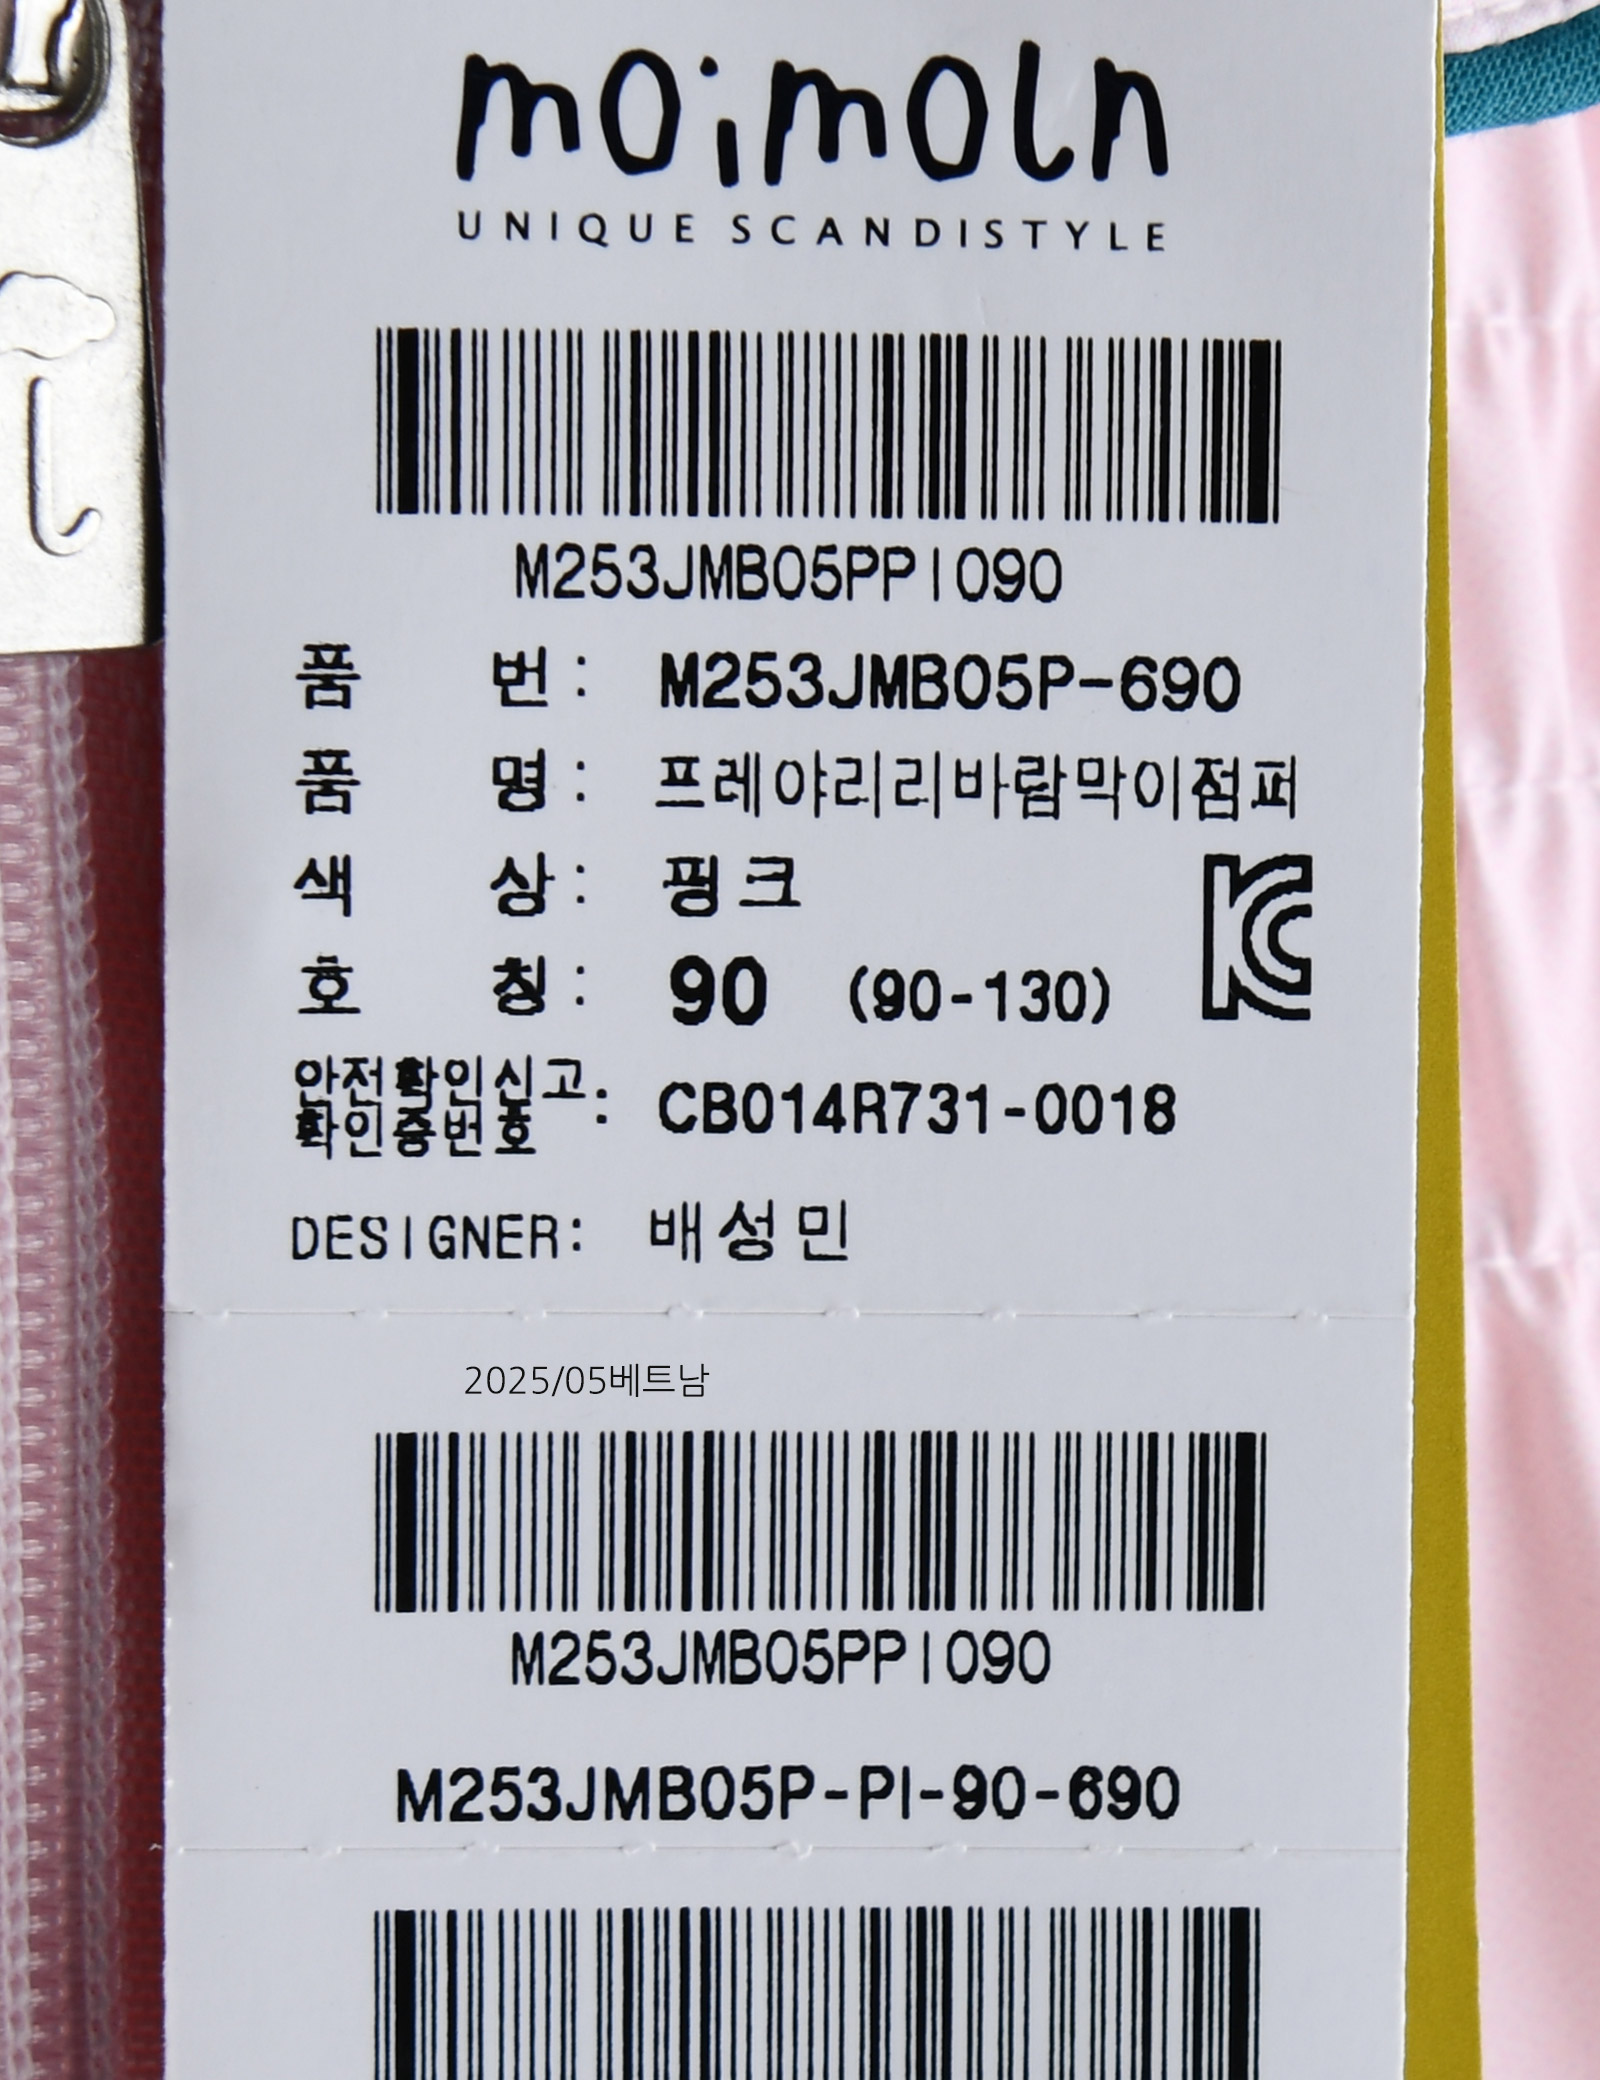 moimoln
UNIQUE SCANDISTYLE
M253JMB05PPI090
품 번: M253JMB05P-690
품 명: 프레야리리바람막이점퍼
색 상: 핑크
호 칭: 90 (90-130)
안전확인신고
확인증번호: CB014R731-0018
DESIGNER: 배성민
2025/05베트남
M253JMB05PPI090
M253JMB05P-PI-90-690